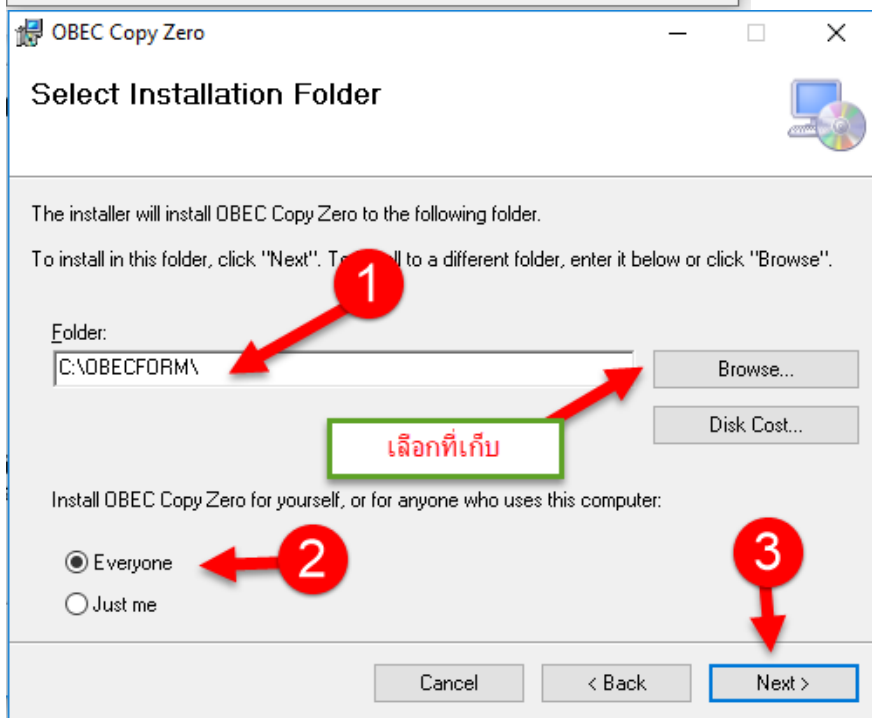 OBEC Copy Zero
Select Installation Folder
The installer will install OBEC Copy Zero to the following folder.
To install in this folder, click "Next". To ll to a different folder, enter it below or click "Browse".
1
Folder:
C:\OBECFORM\
Browse...
Disk Cost...
เลือกที่เก็บ
Install OBEC Copy Zero for yourself, or for anyone who uses this computer:
Everyone
2
Just me
3
Cancel
< Back
Next >